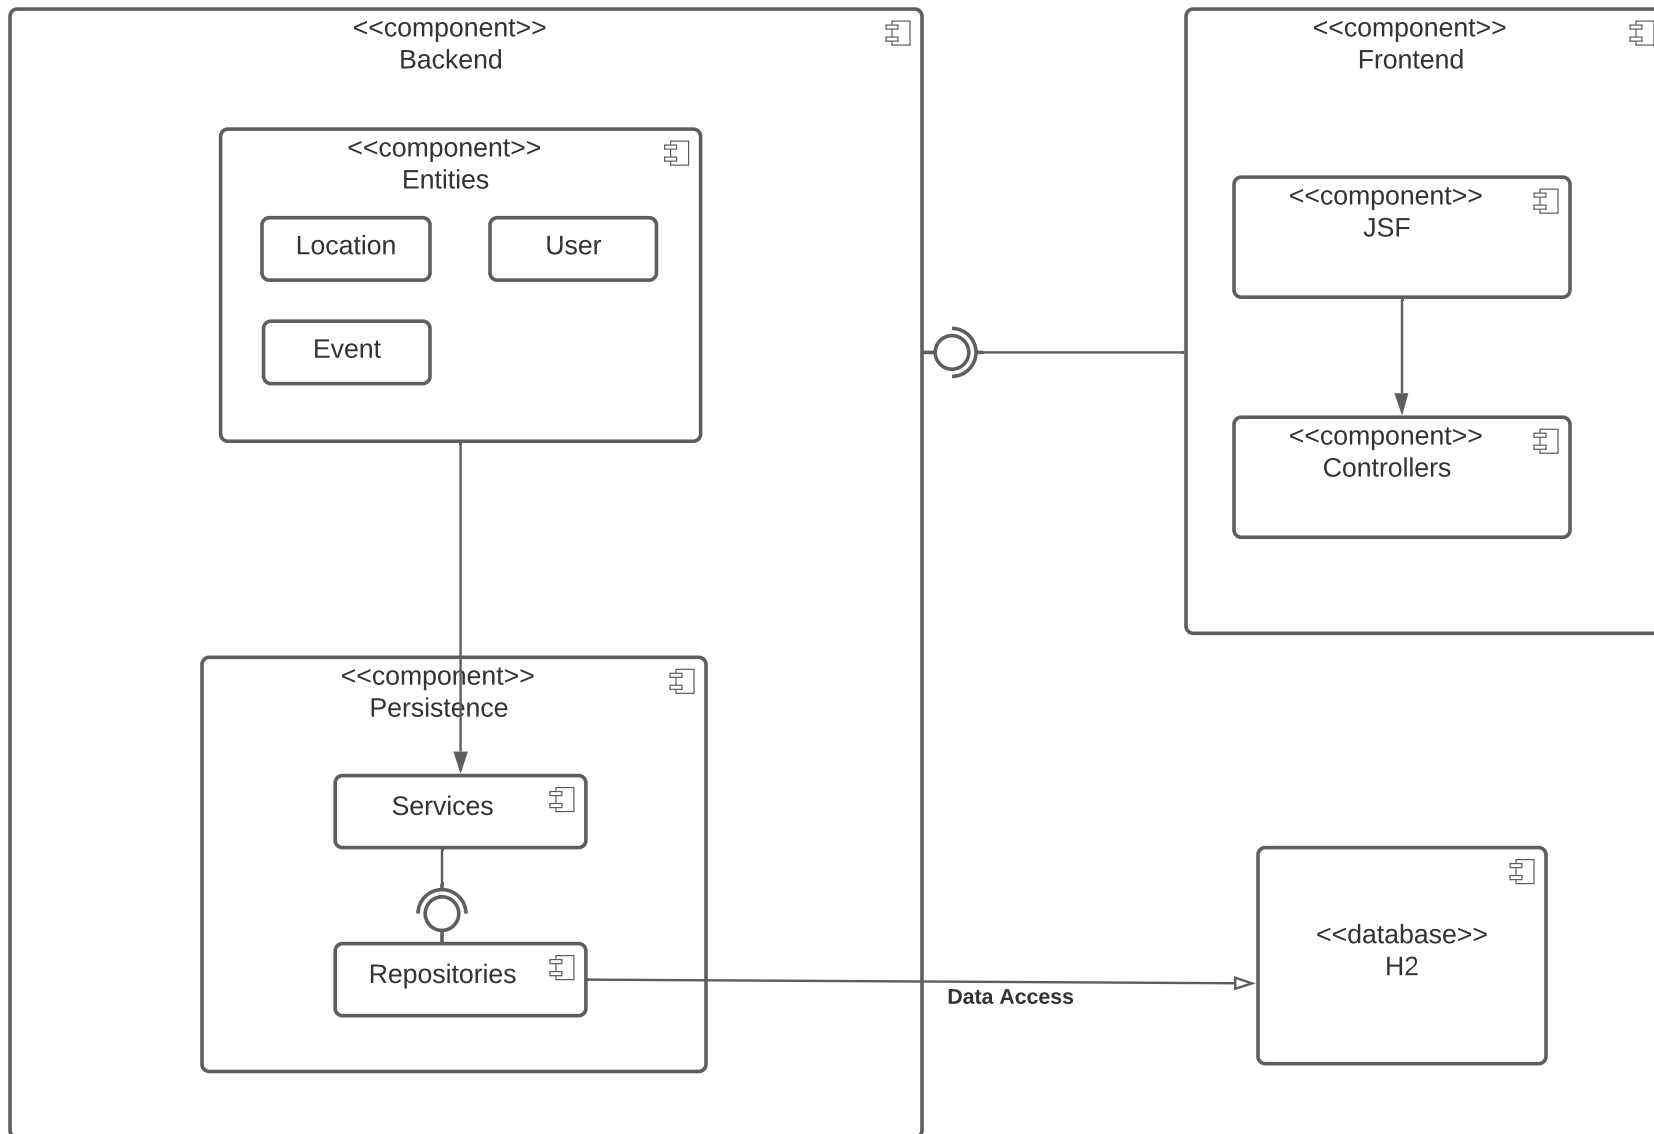 <<component>>
Backend
<<component>>
Entities
Location
User
Event
<<component>>
Persistence
Services
Repositories
Data Access
<<component>>
Frontend
<<component>>
JSF
<<component>>
Controllers
<<database>>
H2